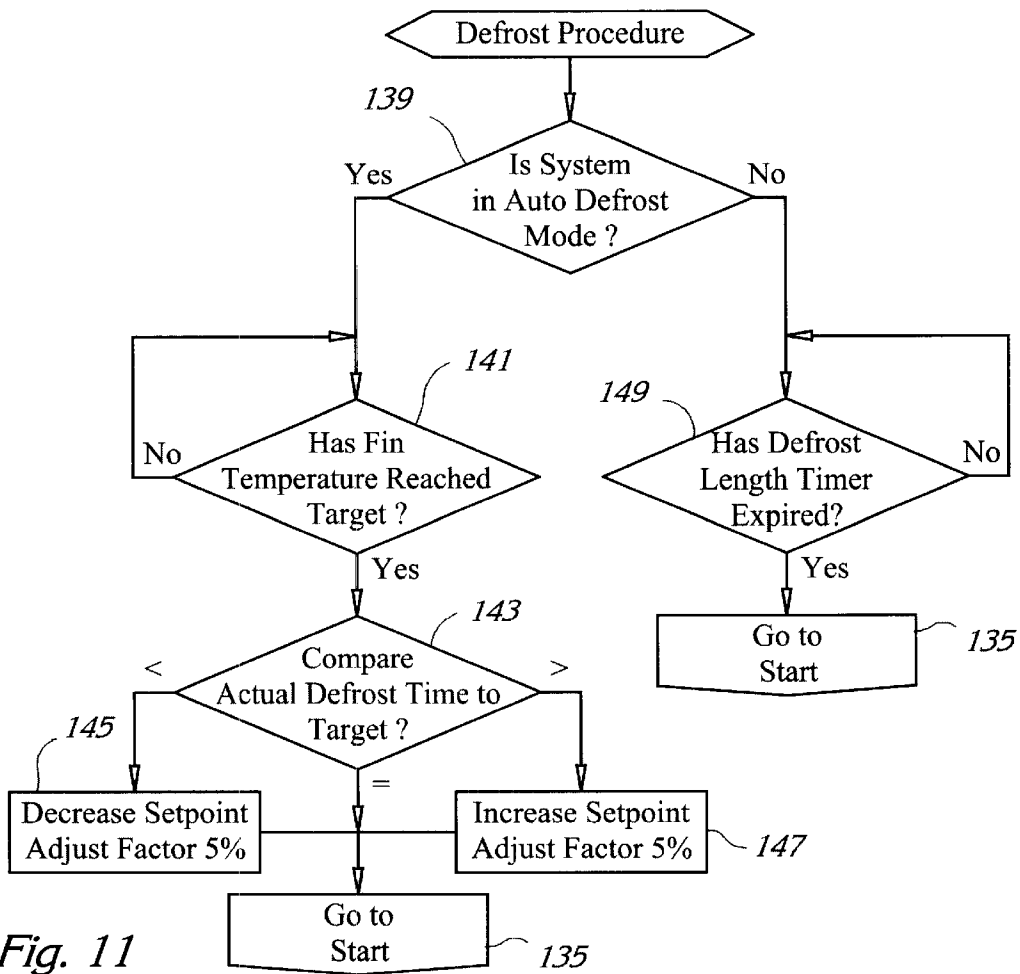 Defrost Procedure
139
Yes
Is System
in Auto Defrost
Mode ?
No
141
No
Has Fin
Temperature Reached
Target ?
Yes
149
Has Defrost
Length Timer
Expired?
No
Yes
Go to
Start
135
143
<
Compare
Actual Defrost Time to
Target ?
>
=
145
Decrease Setpoint
Adjust Factor 5%
Increase Setpoint
Adjust Factor 5%
147
Go to
Start
135
Fig. 11